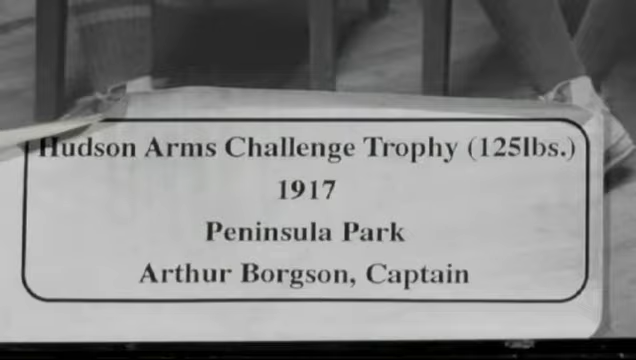 Hudson Arms Challenge Trophy (125lbs.)
1917
Peninsula Park
Arthur Borgson, Captain